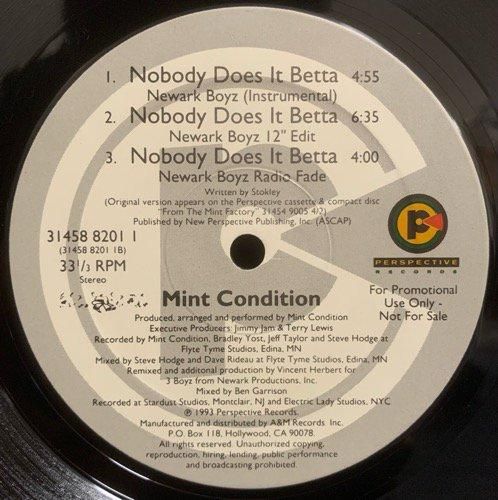 1. Nobody Does It Betta 4:55
Newark Boyz (Instrumental)
2. Nobody Does It Betta 6:35
Newark Boyz 12" Edit
3. Nobody Does It Betta 4:00
Newark Boyz Radio Fade
Written by Stokley
(Original version appears on the Perspective cassette & compact disc
"From The Mint Factory" 31454 9005 4/2)
Published by New Perspective Publishing, Inc. (ASCAP)
31458 8201 1
(31458 8201 1B)
33 1/3 RPM
Stereo
PERSPECTIVE
RECORDS
For Promotional
Use Only -
Not For Sale
Mint Condition
Produced, arranged and performed by Mint Condition
Executive Producers: Jimmy Jam & Terry Lewis
Recorded by Mint Condition, Bradley Yost, Jeff Taylor and Steve Hodge at
Flyte Tyme Studios, Edina, MN
Mixed by Steve Hodge and Dave Rideau at Flyte Tyme Studios, Edina, MN
Remixed and additonal production by Vincent Herbert for
3 Boyz from Newark Productions, Inc.
Mixed by Ben Garrison
Recorded at Stardust Studios, Montclair, NJ and Electric Lady Studios, NYC
℗ 1993 Perspective Records.
Manufactured and distributed by A&M Records Inc.
P.O. Box 118, Hollywood, CA 90078.
All rights reserved. Unauthorized copying,
reproduction, hiring, lending, public performance
and broadcasting prohibited.